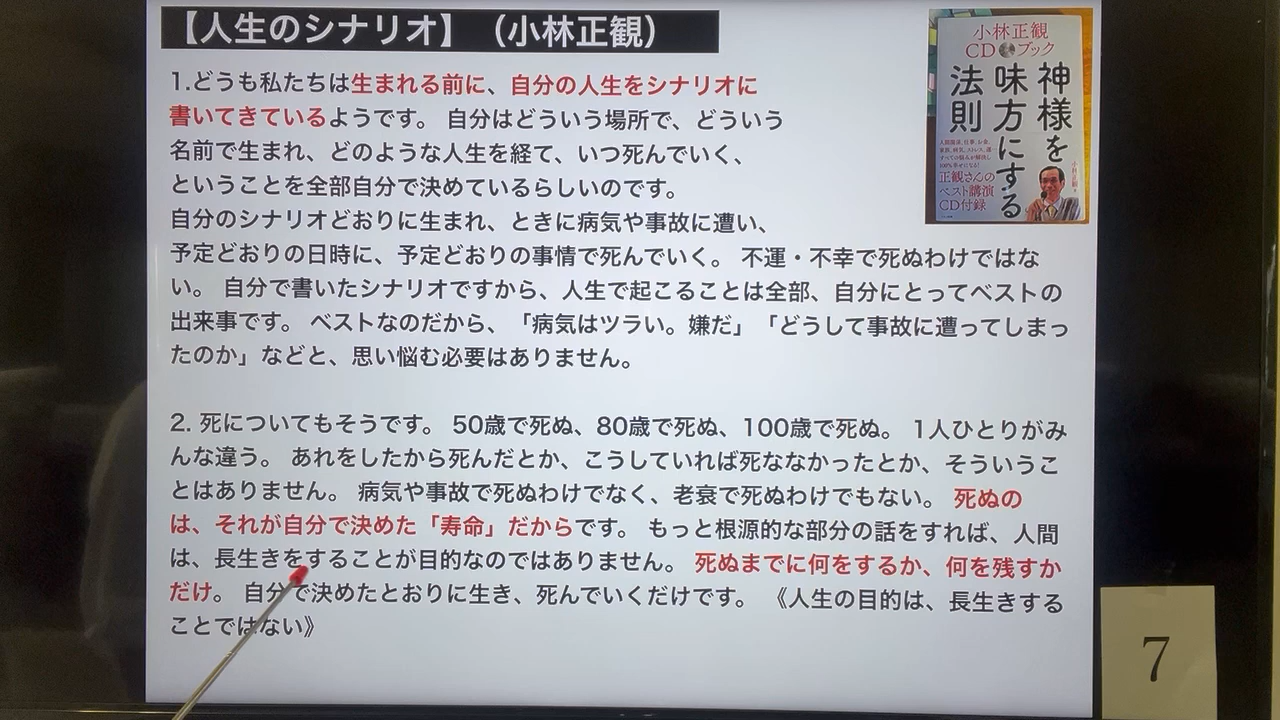 【人生のシナリオ】（小林正観）
1.どうも私たちは生まれる前に、自分の人生をシナリオに
書いてきているようです。 自分はどういう場所で、どういう
名前で生まれ、どのような人生を経て、いつ死んでいく、
ということを全部自分で決めているらしいのです。
自分のシナリオどおりに生まれ、ときに病気や事故に遭い、
予定どおりの日時に、予定どおりの事情で死んでいく。 不運・不幸で死ぬわけではな
い。 自分で書いたシナリオですから、人生で起こることは全部、自分にとってベストの
出来事です。 ベストなのだから、「病気はツラい。嫌だ」「どうして事故に遭ってしまっ
たのか」などと、思い悩む必要はありません。
2. 死についてもそうです。 50歳で死ぬ、80歳で死ぬ、100歳で死ぬ。 1人ひとりがみ
んな違う。 あれをしたから死んだとか、こうしていれば死ななかったとか、そういうこ
とはありません。 病気や事故で死ぬわけでなく、老衰で死ぬわけでもない。 死ぬの
は、それが自分で決めた「寿命」だからです。 もっと根源的な部分の話をすれば、人間
は、長生きをすることが目的なのではありません。 死ぬまでに何をするか、何を残すか
だけ。 自分で決めたとおりに生き、死んでいくだけです。 《人生の目的は、長生きする
ことではない》
小林正観
CDブック
神様を
味方にする
法則
正観さんの
ベスト講演
CD付録
7